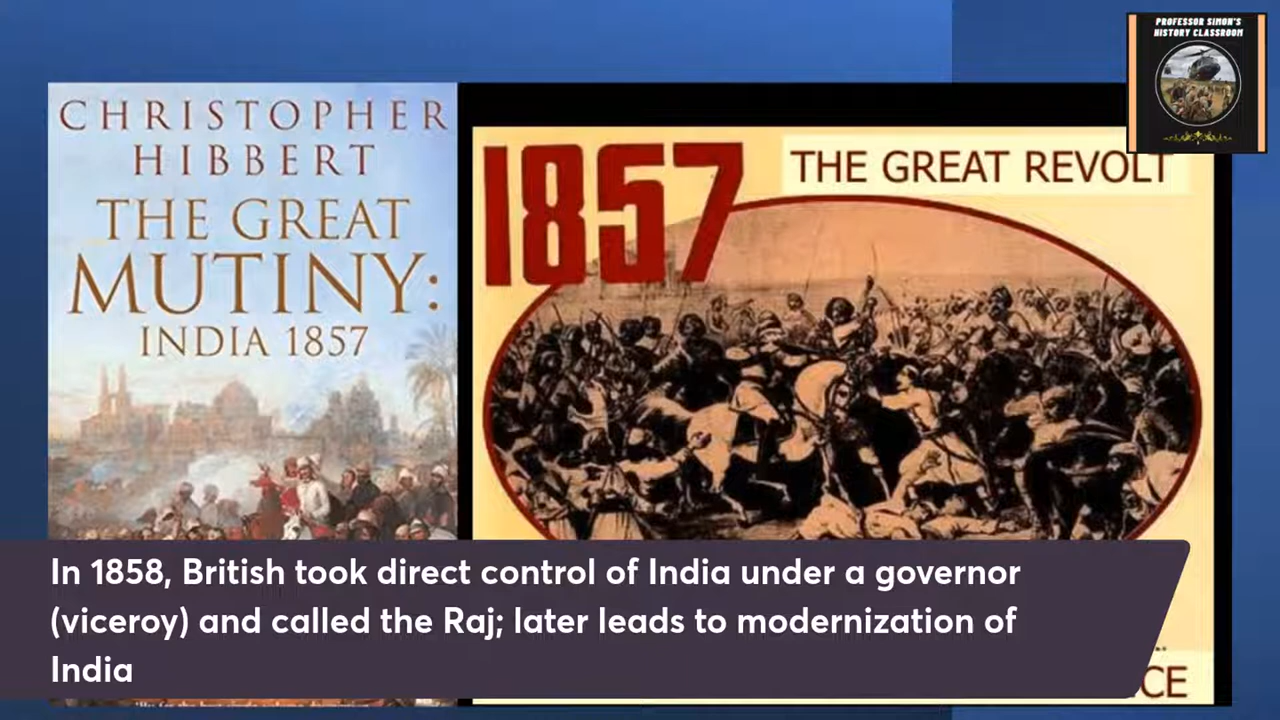 PROFESSOR SIMON'S
HISTORY CLASSROOM
CHRISTOPHER
HIBBERT
THE GREAT
MUTINY:
INDIA 1857
1857
THE GREAT REVOLT
In 1858, British took direct control of India under a governor
(viceroy) and called the Raj; later leads to modernization of
India
CE